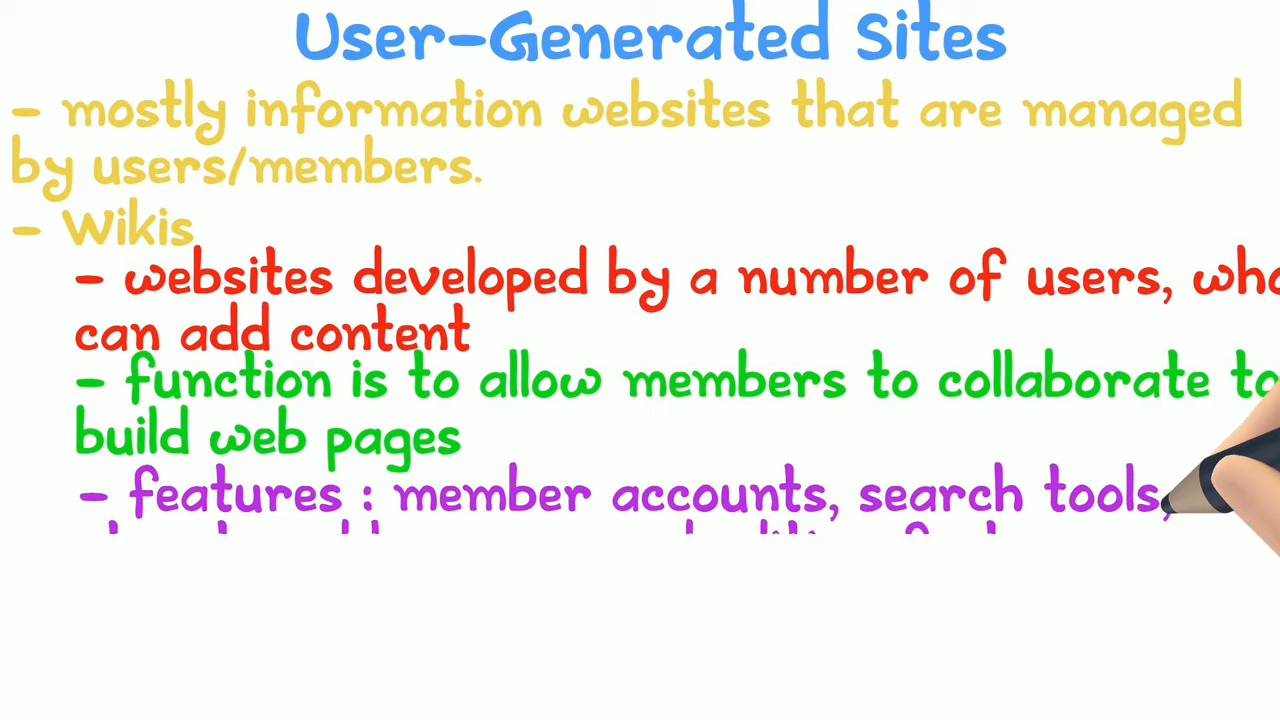 User-Generated Sites
- mostly information websites that are managed
by users/members.
- Wikis
- websites developed by a number of users, who
can add content
- function is to allow members to collaborate to
build web pages
- features : member accounts, search tools,